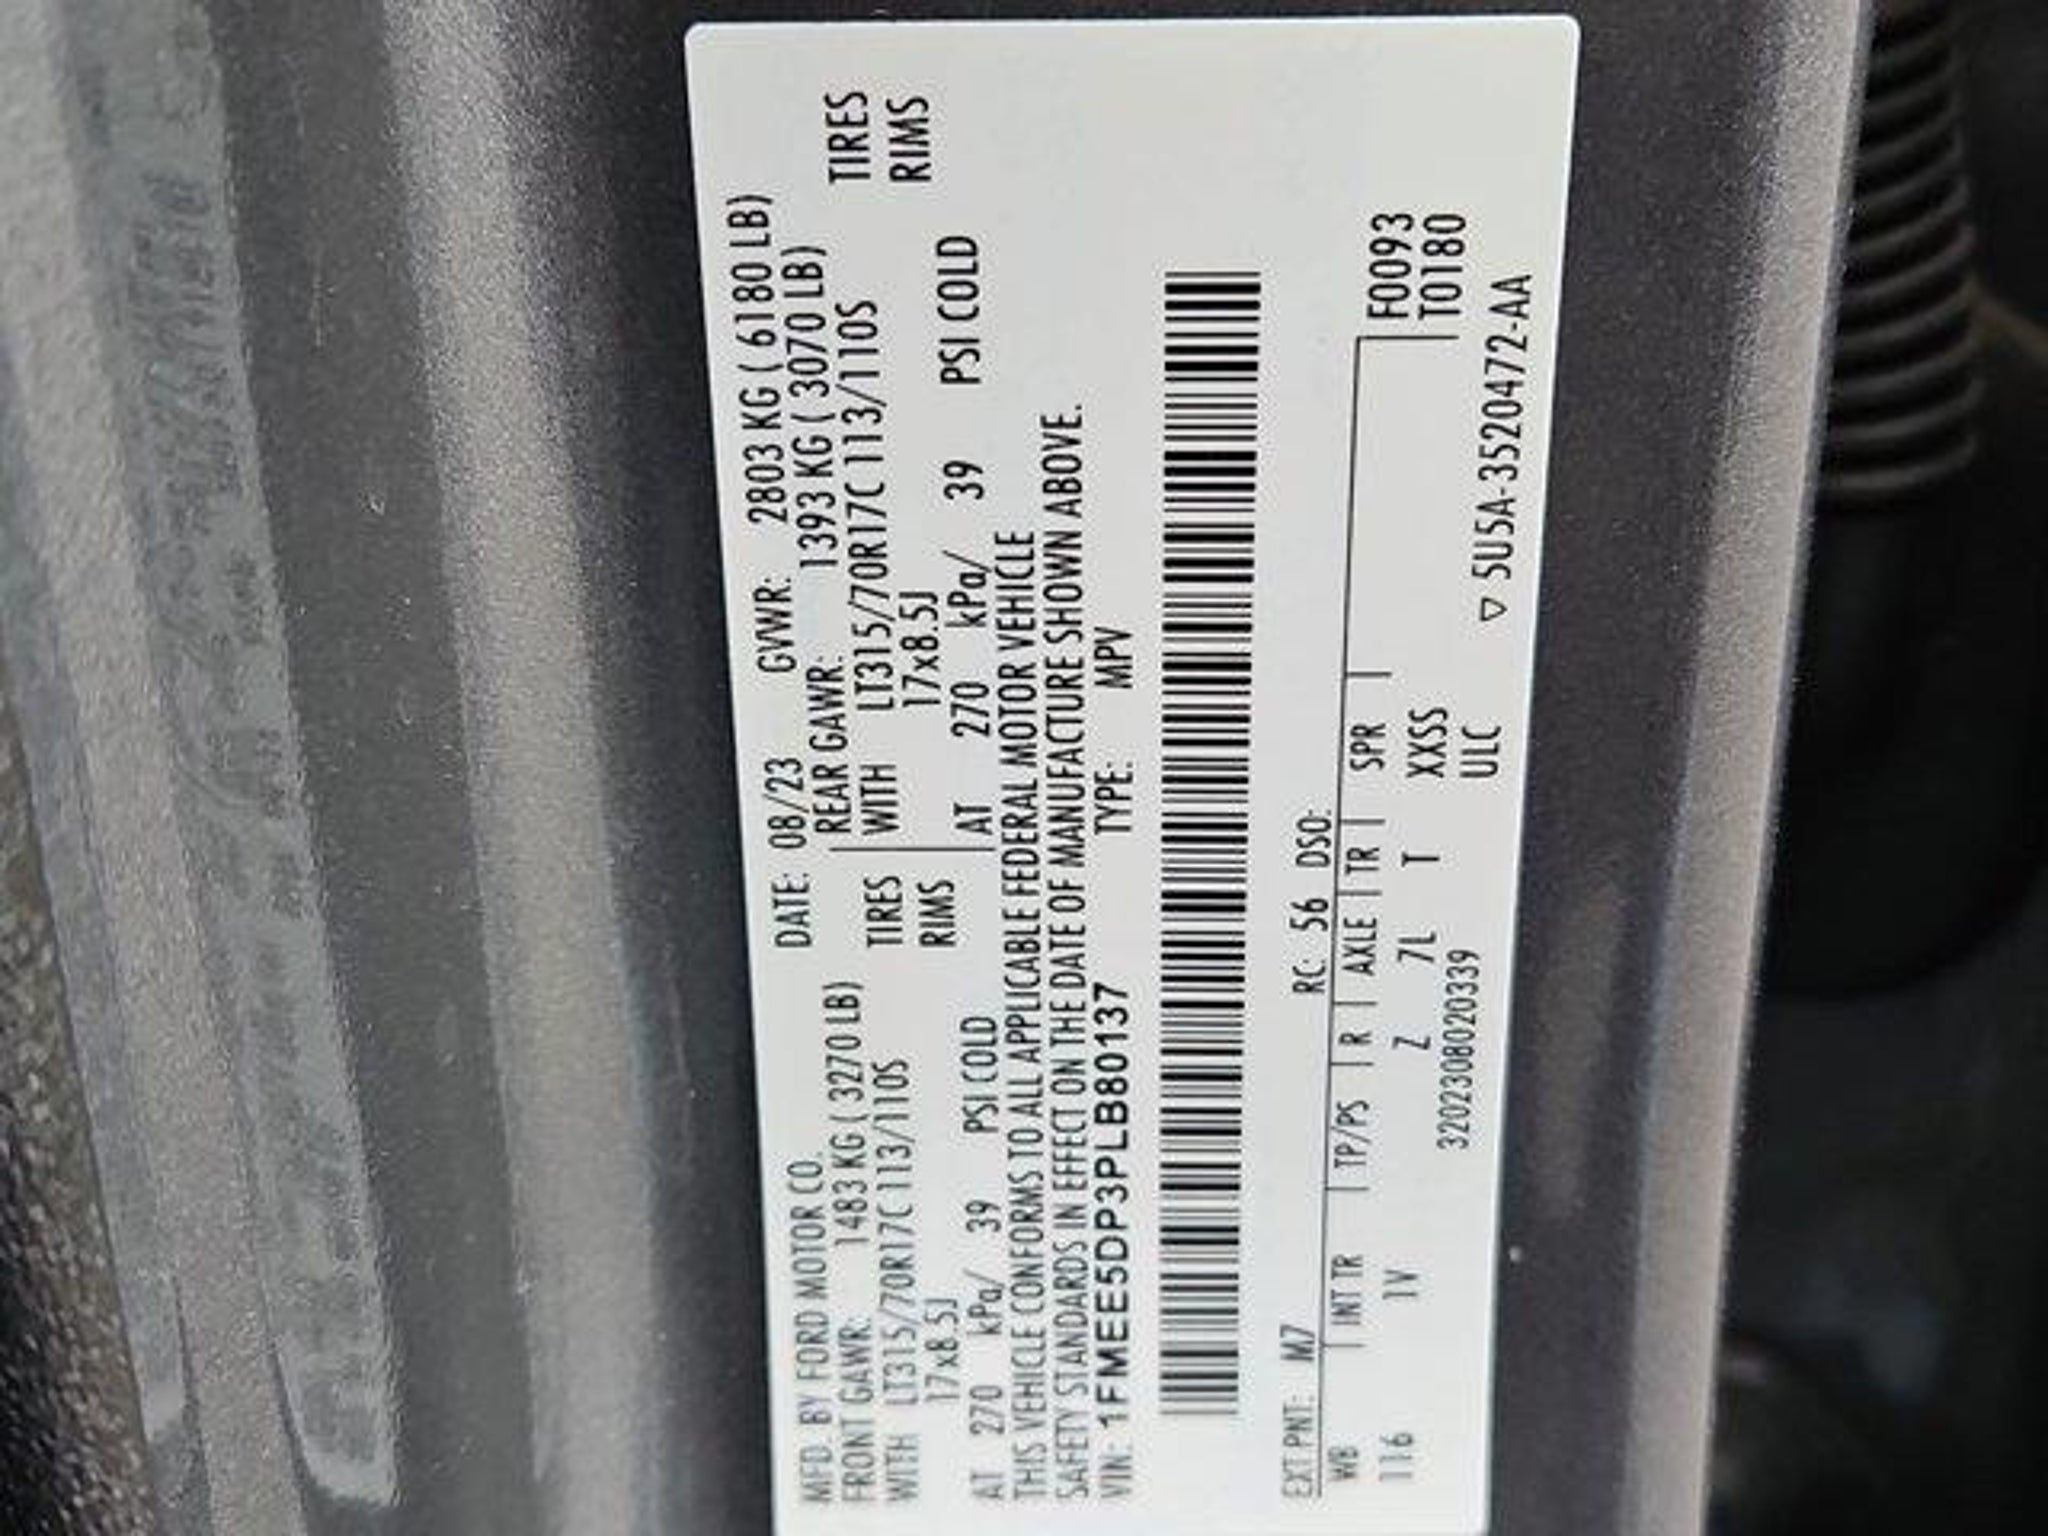 MFD. BY FORD MOTOR CO.
DATE: 08/23 GVWR: 2803 KG ( 6180 LB)
FRONT GAWR: 1483 KG ( 3270 LB) REAR GAWR: 1393 KG ( 3070 LB)
WITH LT315/70R17C 113/110S TIRES WITH LT315/70R17C 113/110S TIRES
17x8.5J RIMS 17x8.5J RIMS
AT 270 kPa/ 39 PSI COLD AT 270 kPa/ 39 PSI COLD
THIS VEHICLE CONFORMS TO ALL APPLICABLE FEDERAL MOTOR VEHICLE
SAFETY STANDARDS IN EFFECT ON THE DATE OF MANUFACTURE SHOWN ABOVE.
VIN: 1FMEE5DP3PLB80137 TYPE: MPV
EXT PNT: M7 RC: 56 DSO:
WB INT TR TP/PS R AXLE TR SPR F0093
116 1V Z 7L T XXSS T0180
3202308020339 ULC
▽ 5U5A-3520472-AA